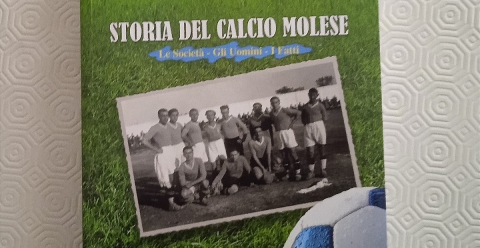 STORIA DEL CALCIO MOLESE
Le Società - Gli Uomini - I Fatti